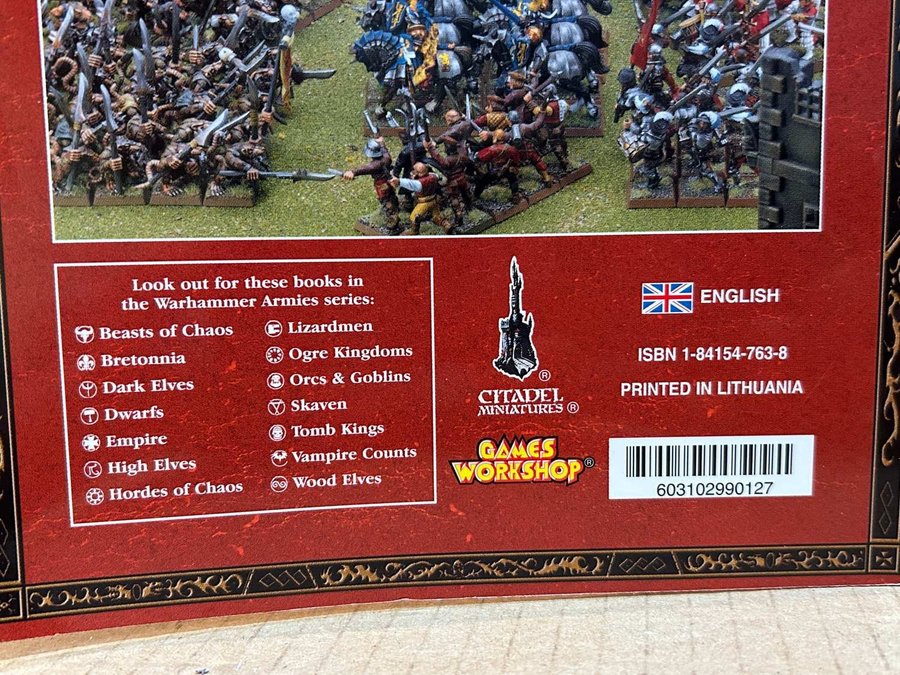 Look out for these books in
the Warhammer Armies series:
Beasts of Chaos
Bretonnia
Dark Elves
Dwarfs
Empire
High Elves
Hordes of Chaos
Lizardmen
Ogre Kingdoms
Orcs & Goblins
Skaven
Tomb Kings
Vampire Counts
Wood Elves
®
CITADEL
MINIATURES ®
GAMES
WORKSHOP ®
ENGLISH
ISBN 1-84154-763-8
PRINTED IN LITHUANIA
603102990127